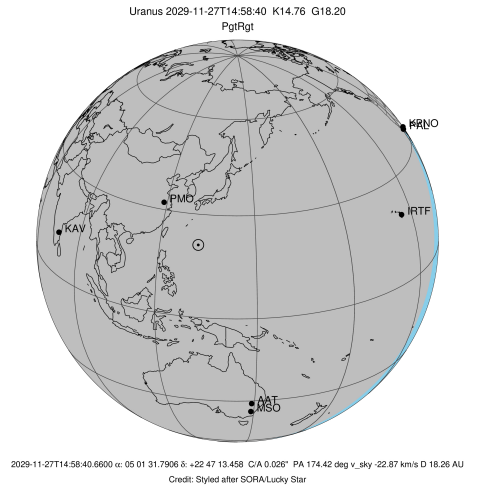 Uranus 2029-11-27T14:58:40 K14.76 G18.20
PgtRgt
KPNO
PMO
IRTF
KAV
AAT
MSO
2029-11-27T14:58:40.6600 α: 05 01 31.7906 δ: +22 47 13.458 C/A 0.026" PA 174.42 deg v_sky -22.87 km/s D 18.26 AU
Credit: Styled after SORA/Lucky Star